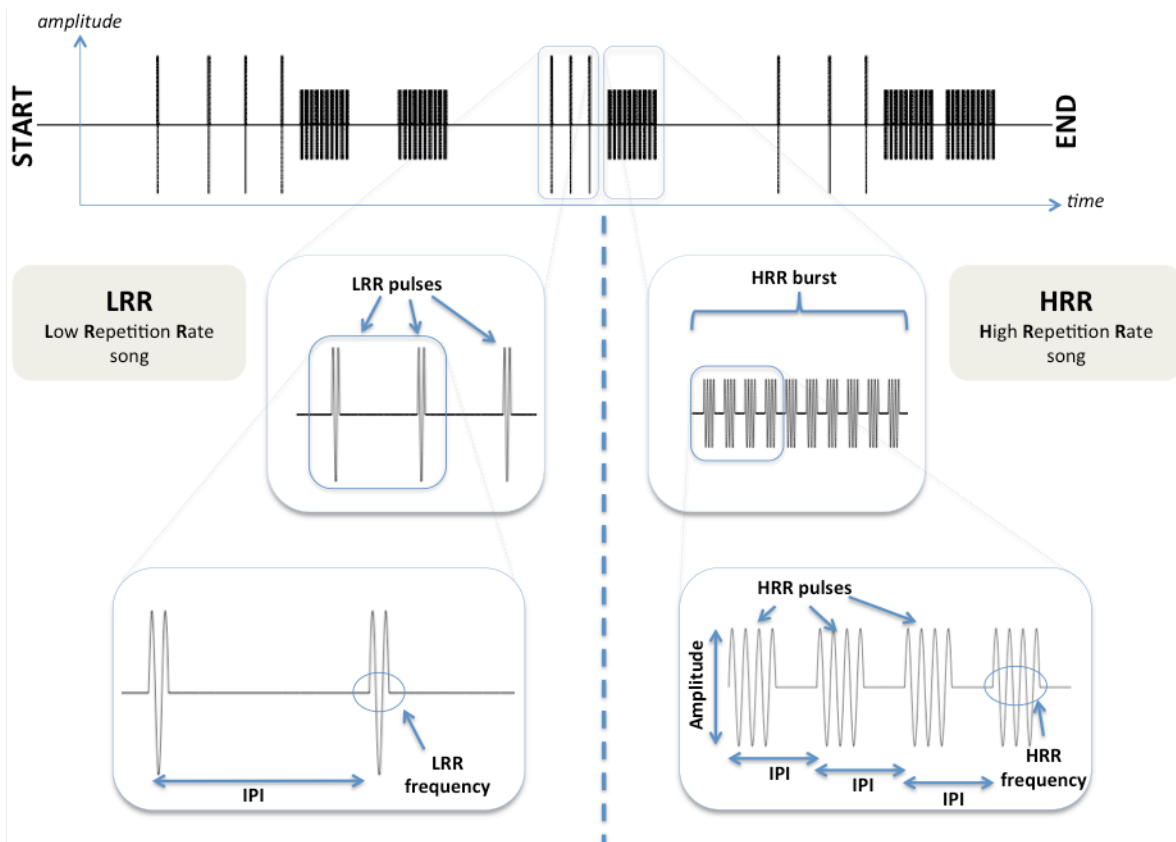 amplitude
START
END
time
LRR
Low Repetition Rate
song
LRR pulses
HRR burst
HRR
High Repetition Rate
song
LRR
frequency
IPI
HRR pulses
Amplitude
IPI
IPI
IPI
HRR
frequency